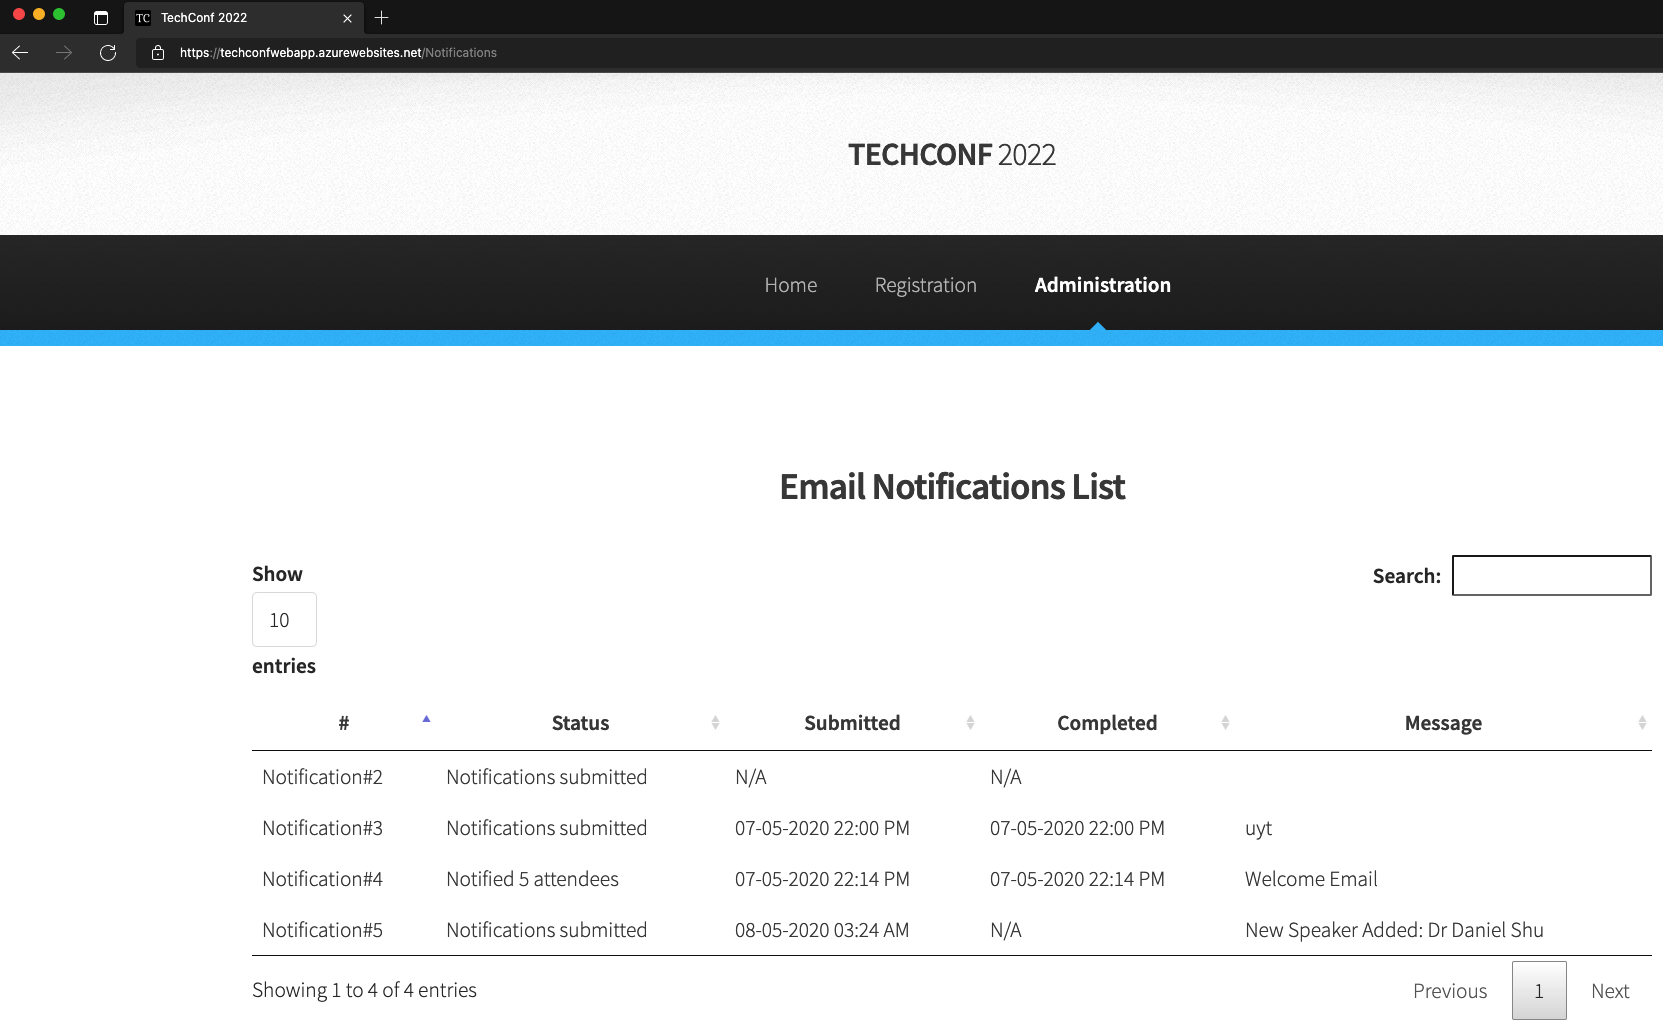 TC TechConf 2022
https://techconfwebapp.azurewebsites.net/Notifications
TECHCONF 2022
Home Registration Administration
Email Notifications List
Show
Search:
10
entries
# Status Submitted Completed Message
Notification#2 Notifications submitted N/A N/A
Notification#3 Notifications submitted 07-05-2020 22:00 PM 07-05-2020 22:00 PM uyt
Notification#4 Notified 5 attendees 07-05-2020 22:14 PM 07-05-2020 22:14 PM Welcome Email
Notification#5 Notifications submitted 08-05-2020 03:24 AM N/A New Speaker Added: Dr Daniel Shu
Showing 1 to 4 of 4 entries
Previous 1 Next